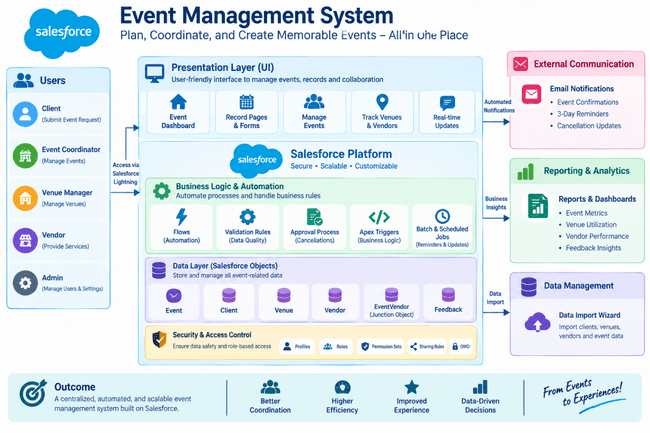 salesforce
Event Management System
Plan, Coordinate, and Create Memorable Events – All in One Place
Users
Client
(Submit Event Request)
Event Coordinator
(Manage Events)
Venue Manager
(Manage Venues)
Vendor
(Provide Services)
Admin
(Manage Users & Settings)
Access via
Salesforce
Lightning
Presentation Layer (UI)
User-friendly interface to manage events, records and collaboration
Event
Dashboard
Record Pages
& Forms
Manage
Events
Track Venues
& Vendors
Real-time
Updates
salesforce
Salesforce Platform
Secure • Scalable • Customizable
Business Logic & Automation
Automate processes and handle business rules
Flows
(Automation)
Validation Rules
(Data Quality)
Approval Process
(Cancellations)
Apex Triggers
(Business Logic)
Batch & Scheduled
Jobs
(Reminders & Updates)
Data Layer (Salesforce Objects)
Store and manage all event-related data
Event
Client
Venue
Vendor
EventVendor
(Junction Object)
Feedback
Security & Access Control
Ensure data safety and role-based access
Profiles
Roles
Permission Sets
Sharing Rules
OWD
Automated
Notifications
Business
Insights
Data
Import
External Communication
Email Notifications
• Event Confirmations
• 3-Day Reminders
• Cancellation Updates
Reporting & Analytics
Reports & Dashboards
• Event Metrics
• Venue Utilization
• Vendor Performance
• Feedback Insights
Data Management
Data Import Wizard
Import clients, venues,
vendors and event data
Outcome
A centralized, automated, and scalable event
management system built on Salesforce.
Better
Coordination
Higher
Efficiency
Improved
Experience
Data-Driven
Decisions
From Events
to Experiences!